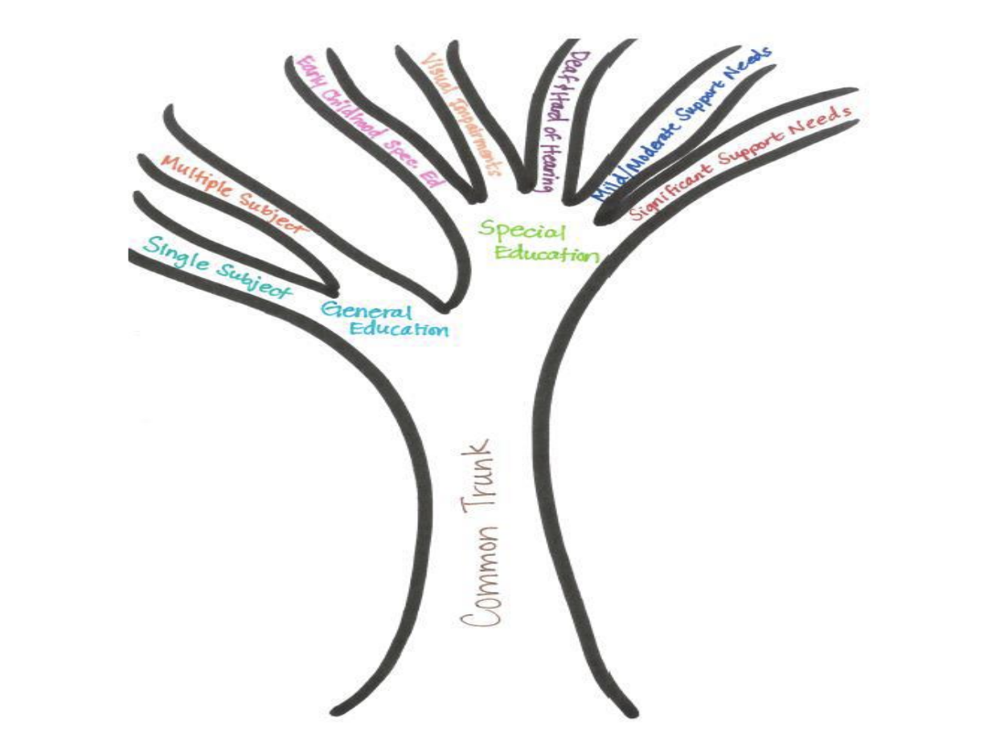 Early Childhood Spec. Ed
Visual Impairments
Deaf & Hard of Hearing
Mild/Moderate Support Needs
Significant Support Needs
Multiple Subject
Single Subject
Special
Education
General
Education
Common Trunk